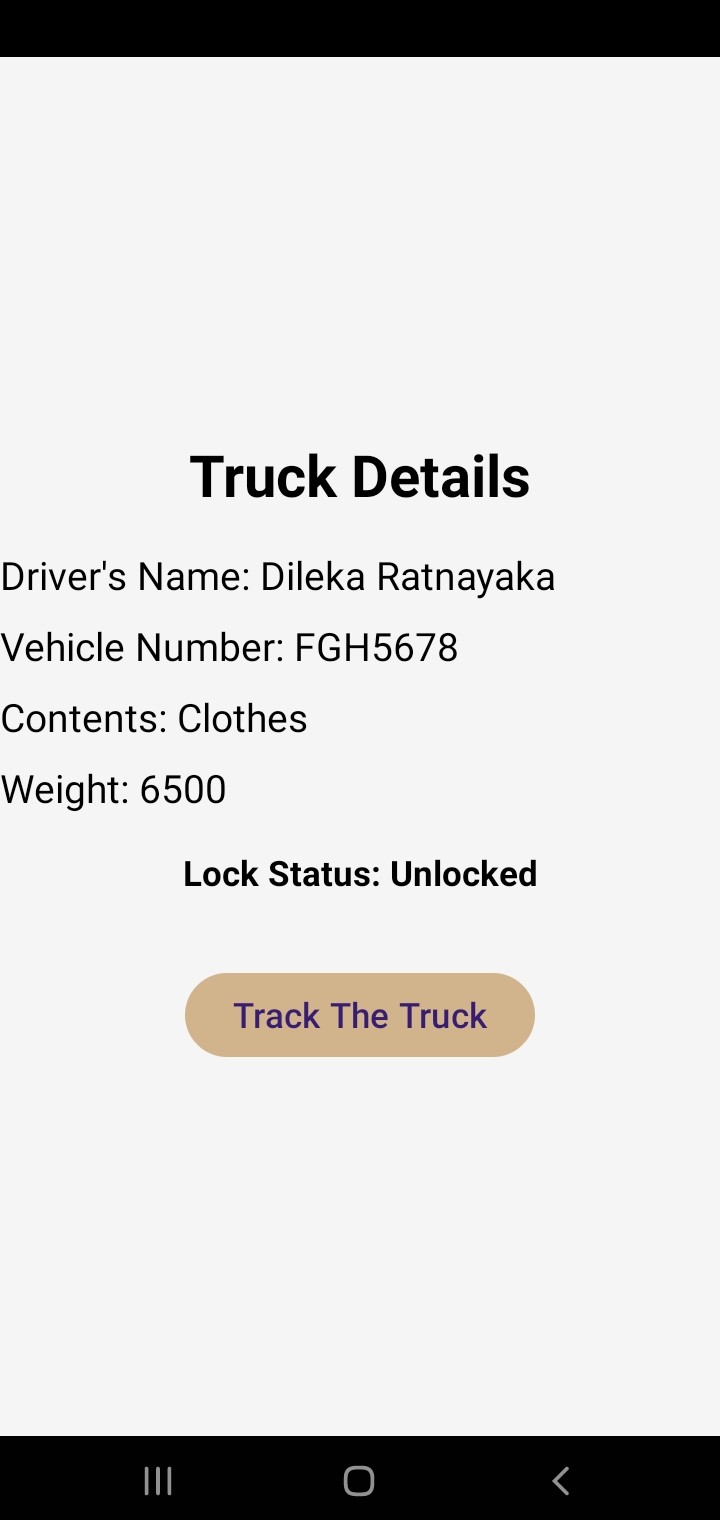 Truck Details
Driver's Name: Dileka Ratnayaka
Vehicle Number: FGH5678
Contents: Clothes
Weight: 6500
Lock Status: Unlocked
Track The Truck